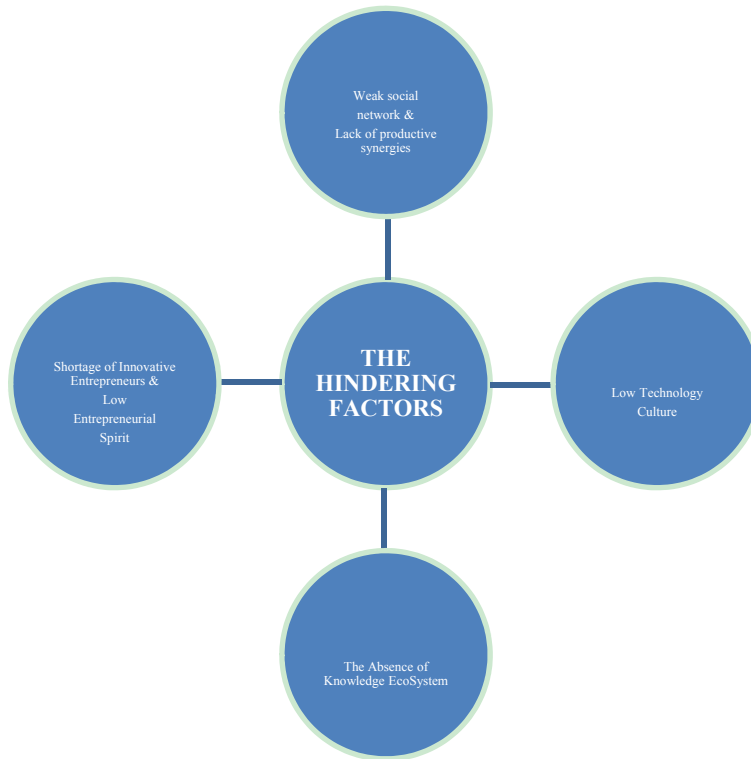 Weak social
network &
Lack of productive
synergies
Shortage of Innovative
Entrepreneurs &
Low
Entrepreneurial
Spirit
THE
HINDERING
FACTORS
Low Technology
Culture
The Absence of
Knowledge EcoSystem